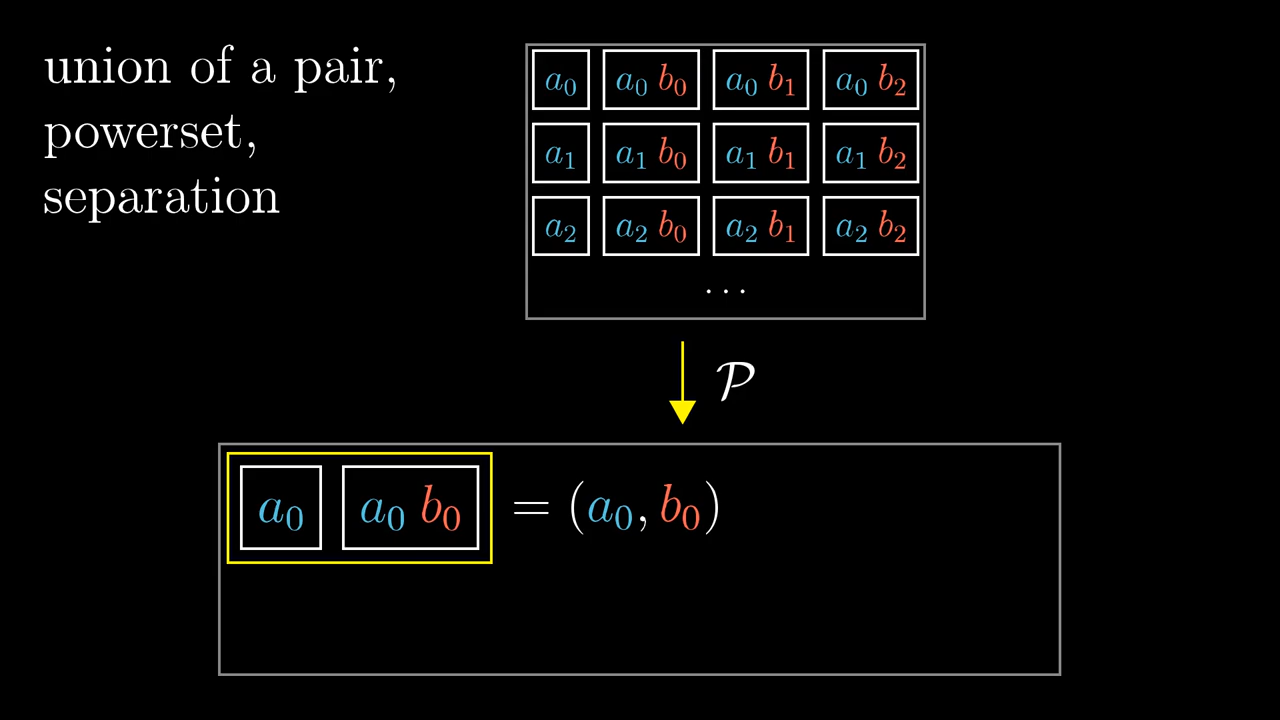 union of a pair,
powerset,
separation
a₀ a₀ b₀ a₀ b₁ a₀ b₂
a₁ a₁ b₀ a₁ b₁ a₁ b₂
a₂ a₂ b₀ a₂ b₁ a₂ b₂
...
𝒫
a₀ a₀ b₀ = (a₀, b₀)